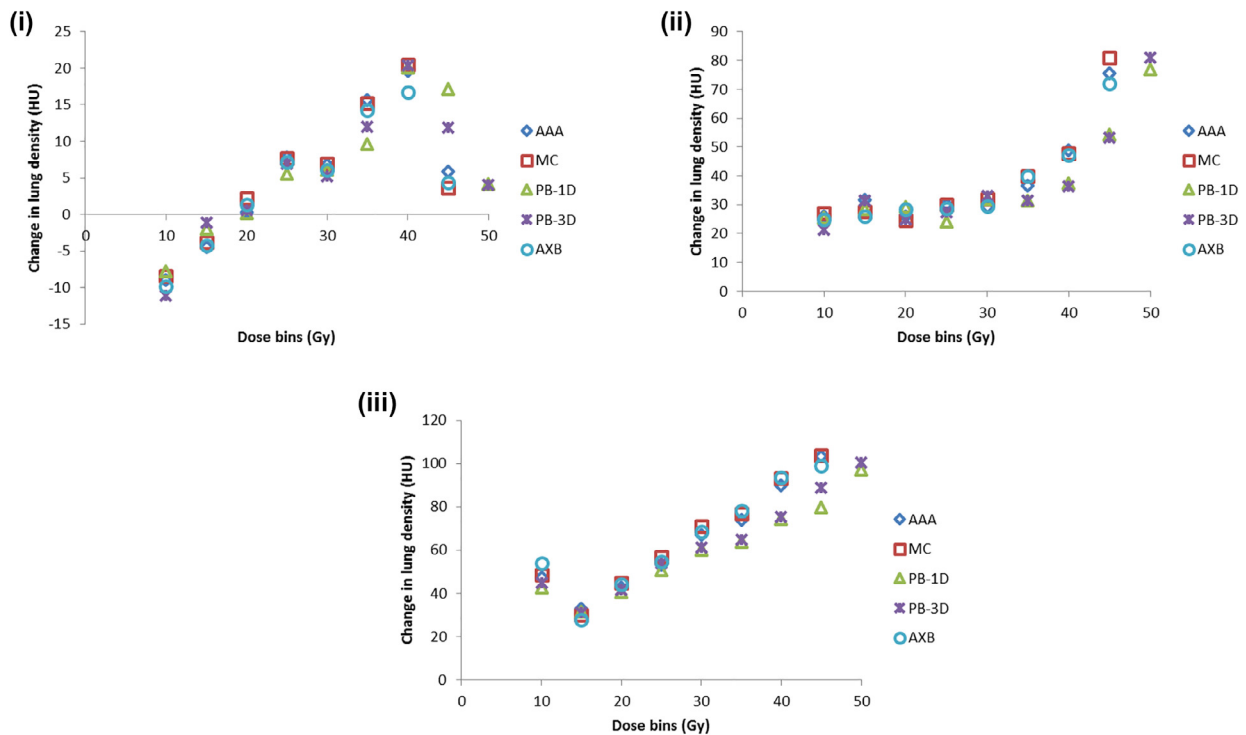 (i)
Change in lung density (HU)
25
20
15
10
5
0
-5
-10
-15
0
10
20
30
40
50
Dose bins (Gy)
AAA
MC
PB-1D
PB-3D
AXB
(ii)
Change in lung density (HU)
90
80
70
60
50
40
30
20
10
0
0
10
20
30
40
50
Dose bins (Gy)
AAA
MC
PB-1D
PB-3D
AXB
(iii)
Change in lung density (HU)
120
100
80
60
40
20
0
0
10
20
30
40
50
Dose bins (Gy)
AAA
MC
PB-1D
PB-3D
AXB